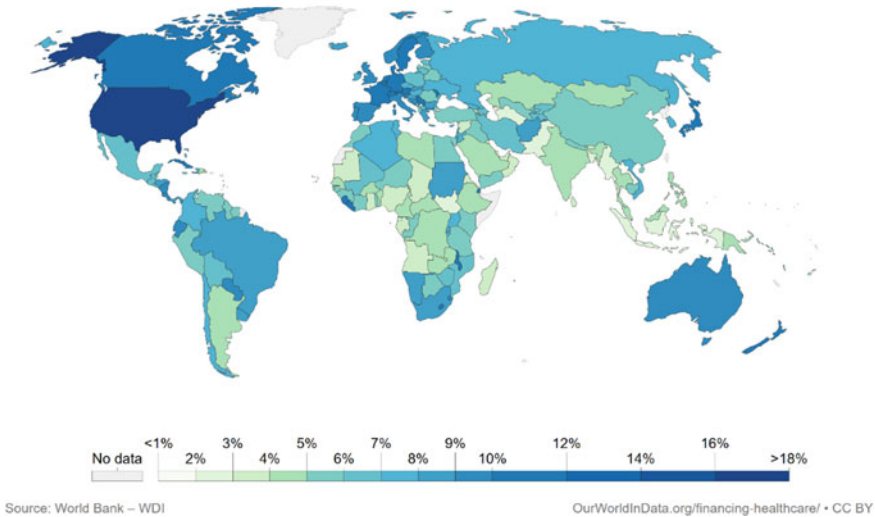 <1% 3% 5% 7% 9% 12% 16%
No data 2% 4% 6% 8% 10% 14% >18%
Source: World Bank – WDI
OurWorldInData.org/financing-healthcare/ • CC BY